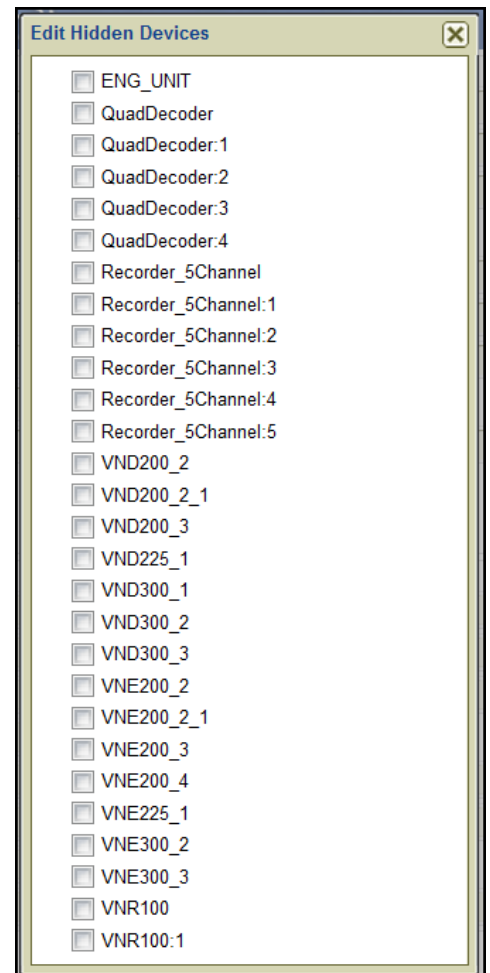 Edit Hidden Devices
ENG_UNIT
QuadDecoder
QuadDecoder:1
QuadDecoder:2
QuadDecoder:3
QuadDecoder:4
Recorder_5Channel
Recorder_5Channel:1
Recorder_5Channel:2
Recorder_5Channel:3
Recorder_5Channel:4
Recorder_5Channel:5
VND200_2
VND200_2_1
VND200_3
VND225_1
VND300_1
VND300_2
VND300_3
VNE200_2
VNE200_2_1
VNE200_3
VNE200_4
VNE225_1
VNE300_2
VNE300_3
VNR100
VNR100:1